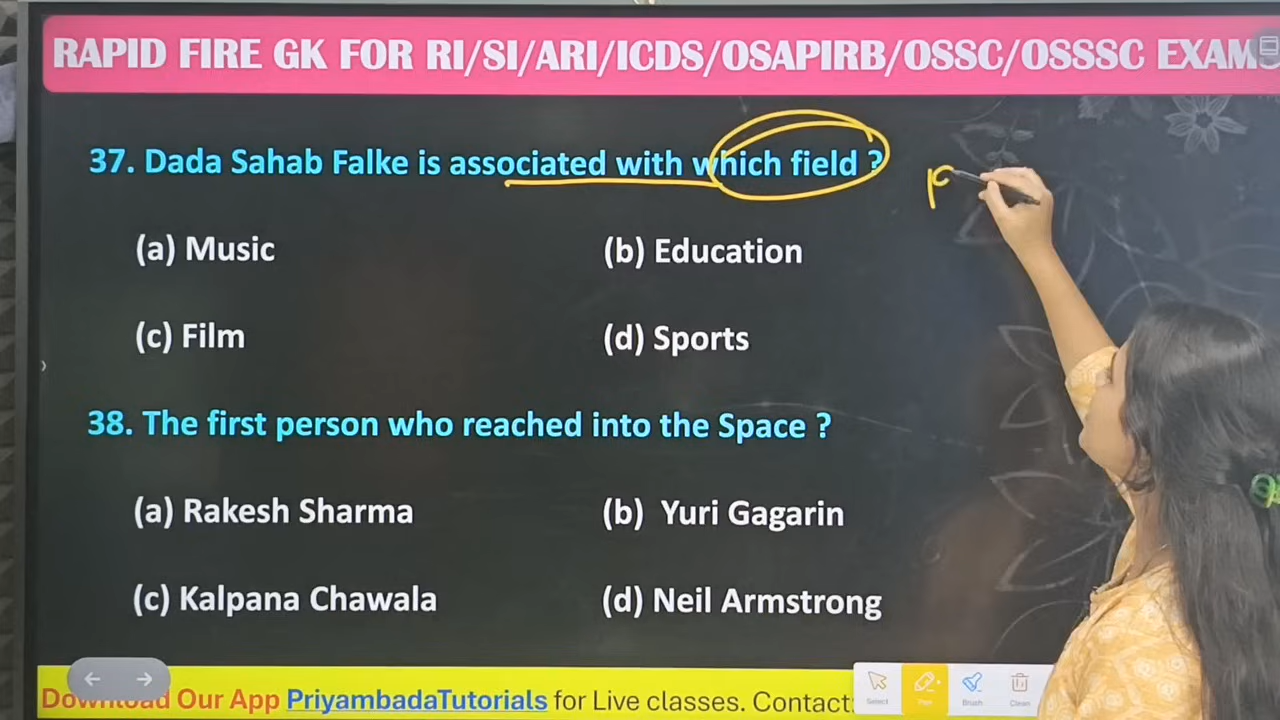 RAPID FIRE GK FOR RI/SI/ARI/ICDS/OSAPIRB/OSSC/OSSSC EXAMS
37. Dada Sahab Falke is associated with which field ?
(a) Music (b) Education
(c) Film (d) Sports
38. The first person who reached into the Space ?
(a) Rakesh Sharma (b) Yuri Gagarin
(c) Kalpana Chawala (d) Neil Armstrong
Download Our App PriyambadaTutorials for Live classes. Contact:
Select Pen Brush Clean